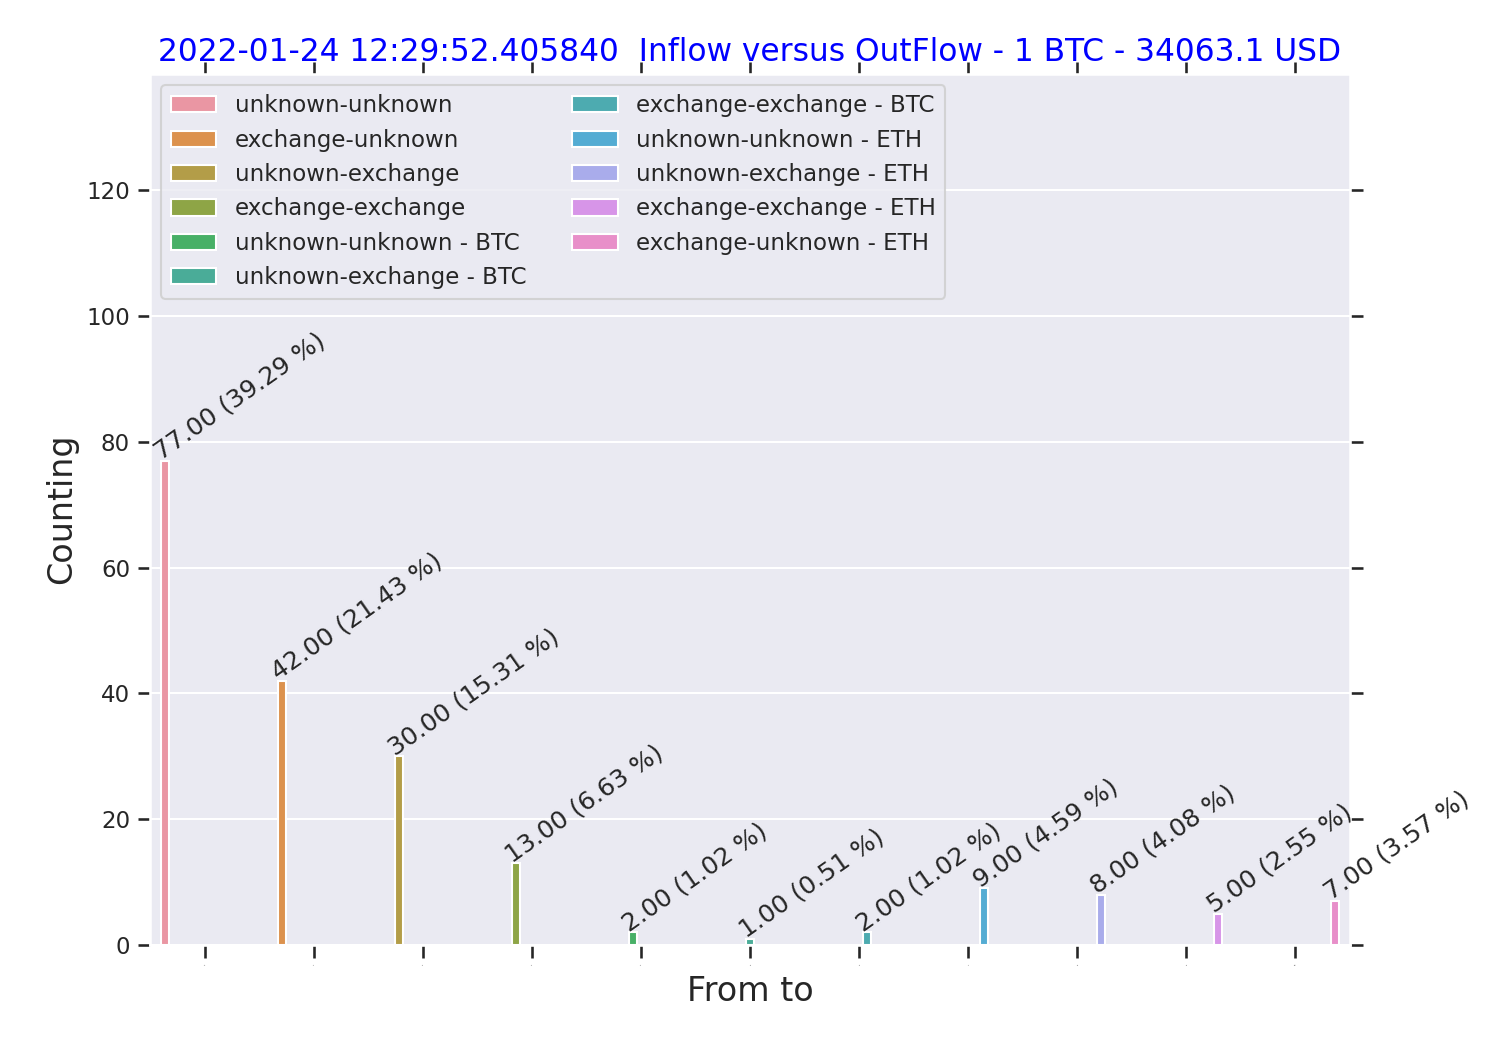 2022-01-24 12:29:52.405840  Inflow versus OutFlow - 1 BTC - 34063.1 USD
unknown-unknown
exchange-unknown
unknown-exchange
exchange-exchange
unknown-unknown - BTC
unknown-exchange - BTC
exchange-exchange - BTC
unknown-unknown - ETH
unknown-exchange - ETH
exchange-exchange - ETH
exchange-unknown - ETH
120
100
80
60
40
20
0
Counting
77.00 (39.29 %)
42.00 (21.43 %)
30.00 (15.31 %)
13.00 (6.63 %)
2.00 (1.02 %)
1.00 (0.51 %)
2.00 (1.02 %)
9.00 (4.59 %)
8.00 (4.08 %)
5.00 (2.55 %)
7.00 (3.57 %)
From to